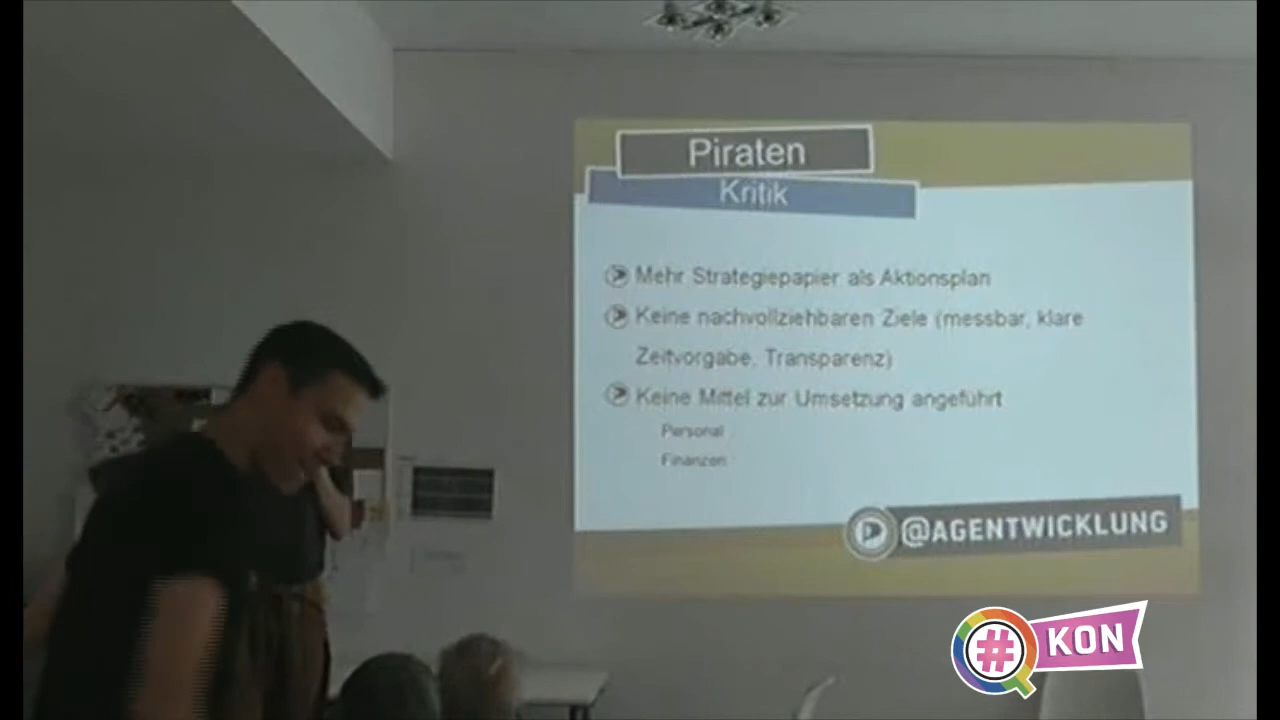 Piraten
Kritik
Mehr Strategiepapier als Aktionsplan
Keine nachvollziehbaren Ziele (messbar, klare
Zeitvorgabe, Transparenz)
Keine Mittel zur Umsetzung angeführt
Personal
Finanzen
@AGENTWICKLUNG
# KON